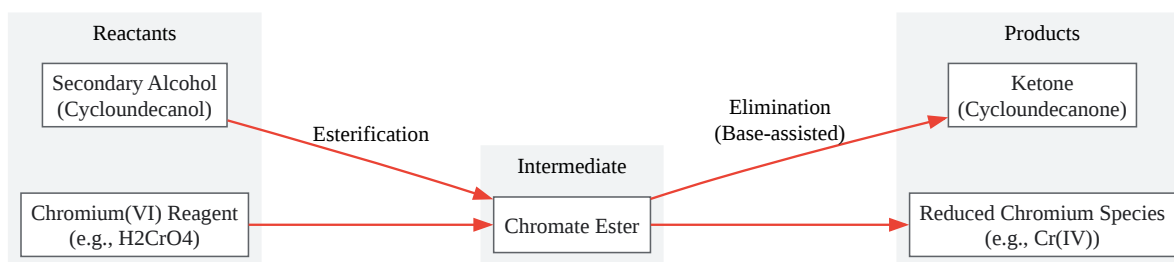 Reactants
Secondary Alcohol
(Cycloundecanol)
Chromium(VI) Reagent
(e.g., H2CrO4)
Esterification
Intermediate
Chromate Ester
Elimination
(Base-assisted)
Products
Ketone
(Cycloundecanone)
Reduced Chromium Species
(e.g., Cr(IV))